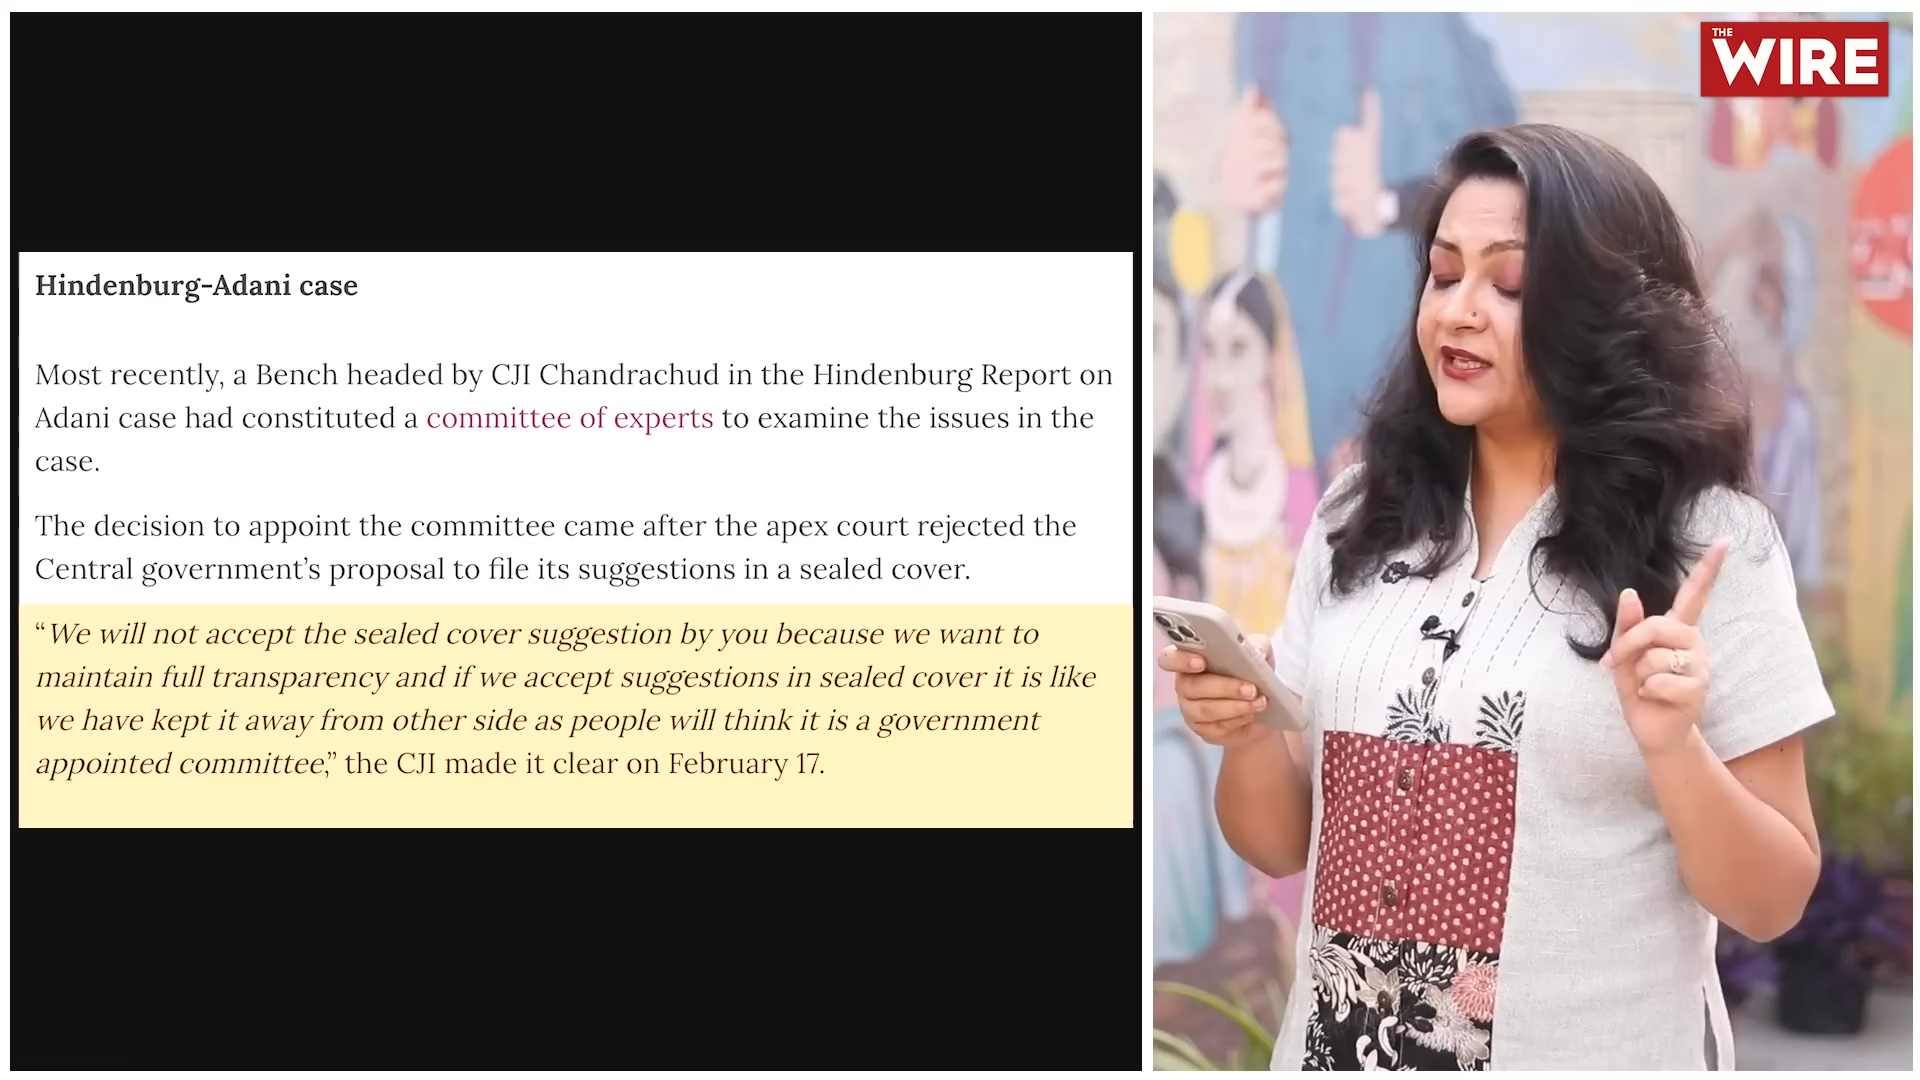 Hindenburg-Adani case
Most recently, a Bench headed by CJI Chandrachud in the Hindenburg Report on
Adani case had constituted a committee of experts to examine the issues in the
case.
The decision to appoint the committee came after the apex court rejected the
Central government’s proposal to file its suggestions in a sealed cover.
“We will not accept the sealed cover suggestion by you because we want to
maintain full transparency and if we accept suggestions in sealed cover it is like
we have kept it away from other side as people will think it is a government
appointed committee,” the CJI made it clear on February 17.
THE
WIRE